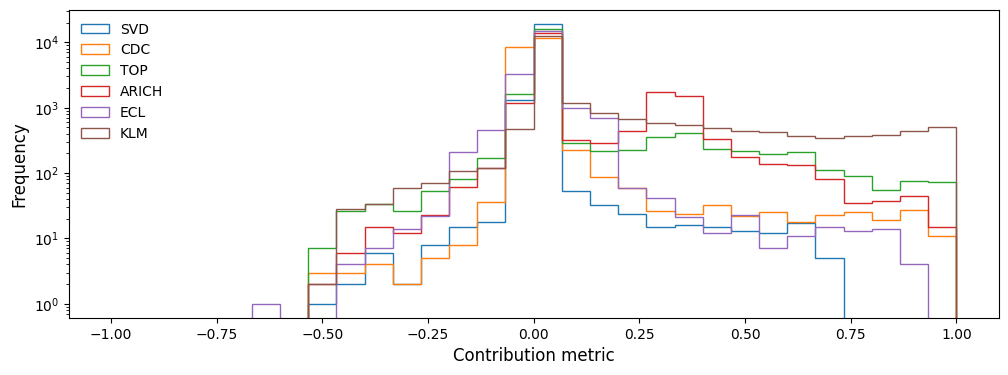 SVD
CDC
TOP
ARICH
ECL
KLM
Frequency
10⁴
10³
10²
10¹
10⁰
−1.00 −0.75 −0.50 −0.25 0.00 0.25 0.50 0.75 1.00
Contribution metric